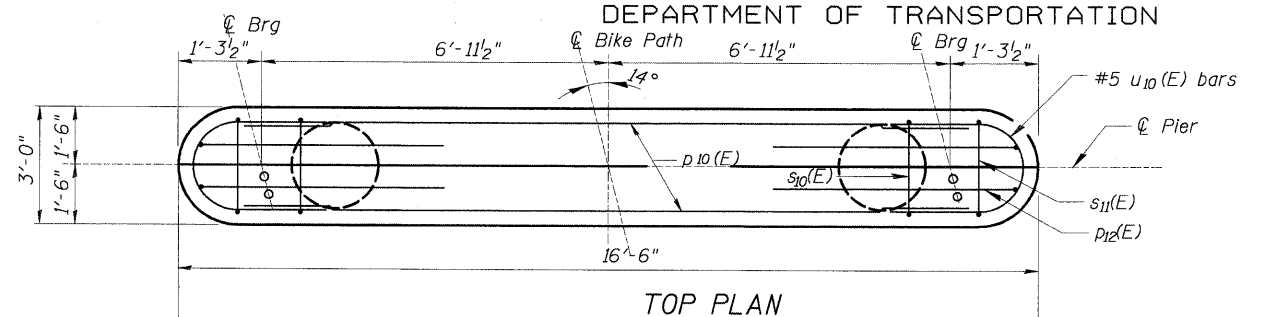 DEPARTMENT OF TRANSPORTATION
℄ Brg
℄ Bike Path
℄ Brg
1'-3½"
6'-11½"
6'-11½"
1'-3½"
14°
#5 u10(E) bars
℄ Pier
3'-0"
1'-6"
1'-6"
p10(E)
s10(E)
s11(E)
p12(E)
16'-6"
TOP PLAN